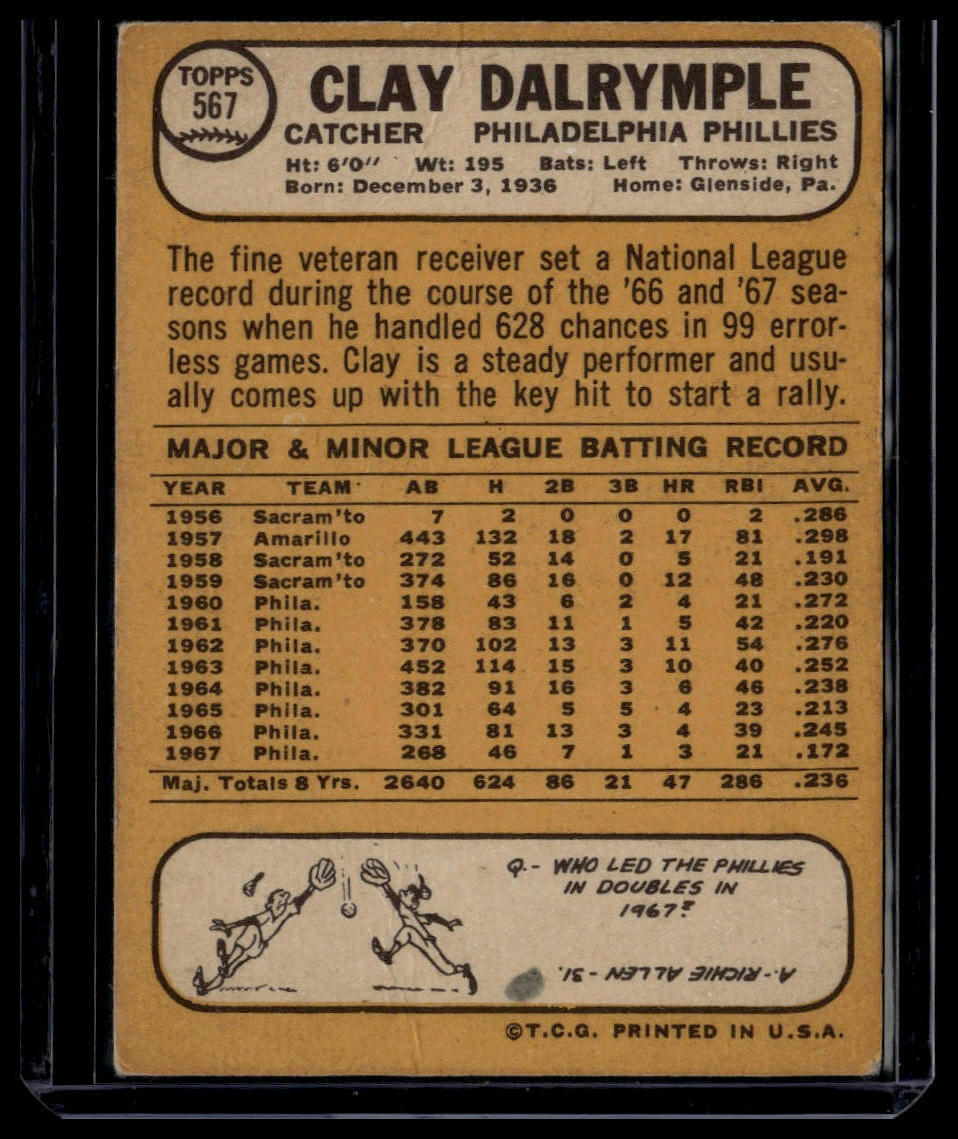 TOPPS
567
CLAY DALRYMPLE
CATCHER PHILADELPHIA PHILLIES
Ht: 6'0" Wt: 195 Bats: Left Throws: Right
Born: December 3, 1936 Home: Glenside, Pa.
The fine veteran receiver set a National League
record during the course of the '66 and '67 sea-
sons when he handled 628 chances in 99 error-
less games. Clay is a steady performer and usu-
ally comes up with the key hit to start a rally.
MAJOR & MINOR LEAGUE BATTING RECORD
YEAR TEAM AB H 2B 3B HR RBI AVG.
1956 Sacram'to 7 2 0 0 0 2 .286
1957 Amarillo 443 132 18 2 17 81 .298
1958 Sacram'to 272 52 14 0 5 21 .191
1959 Sacram'to 374 86 16 0 12 48 .230
1960 Phila. 158 43 6 2 4 21 .272
1961 Phila. 378 83 11 1 5 42 .220
1962 Phila. 370 102 13 3 11 54 .276
1963 Phila. 452 114 15 3 10 40 .252
1964 Phila. 382 91 16 3 6 46 .238
1965 Phila. 301 64 5 5 4 23 .213
1966 Phila. 331 81 13 3 4 39 .245
1967 Phila. 268 46 7 1 3 21 .172
Maj. Totals 8 Yrs. 2640 624 86 21 47 286 .236
Q.- WHO LED THE PHILLIES
IN DOUBLES IN
1967?
A.- RICHIE ALLEN - 31.
©T.C.G. PRINTED IN U.S.A.